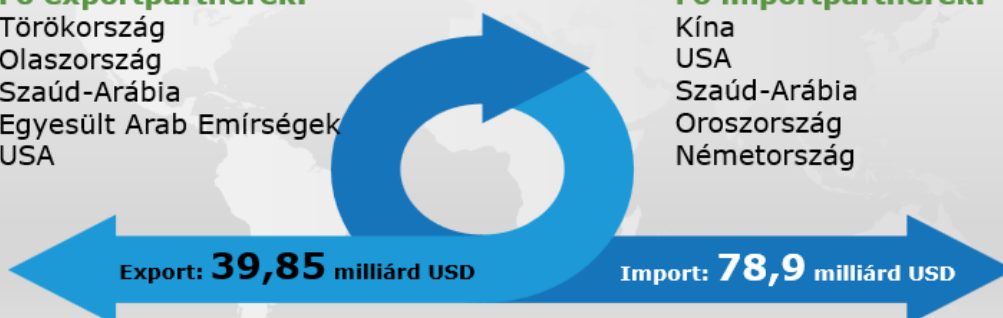 Törökország
Olaszország
Szaúd-Arábia
Egyesült Arab Emírségek
USA
Kína
USA
Szaúd-Arábia
Oroszország
Németország
Export: 39,85 milliárd USD
Import: 78,9 milliárd USD